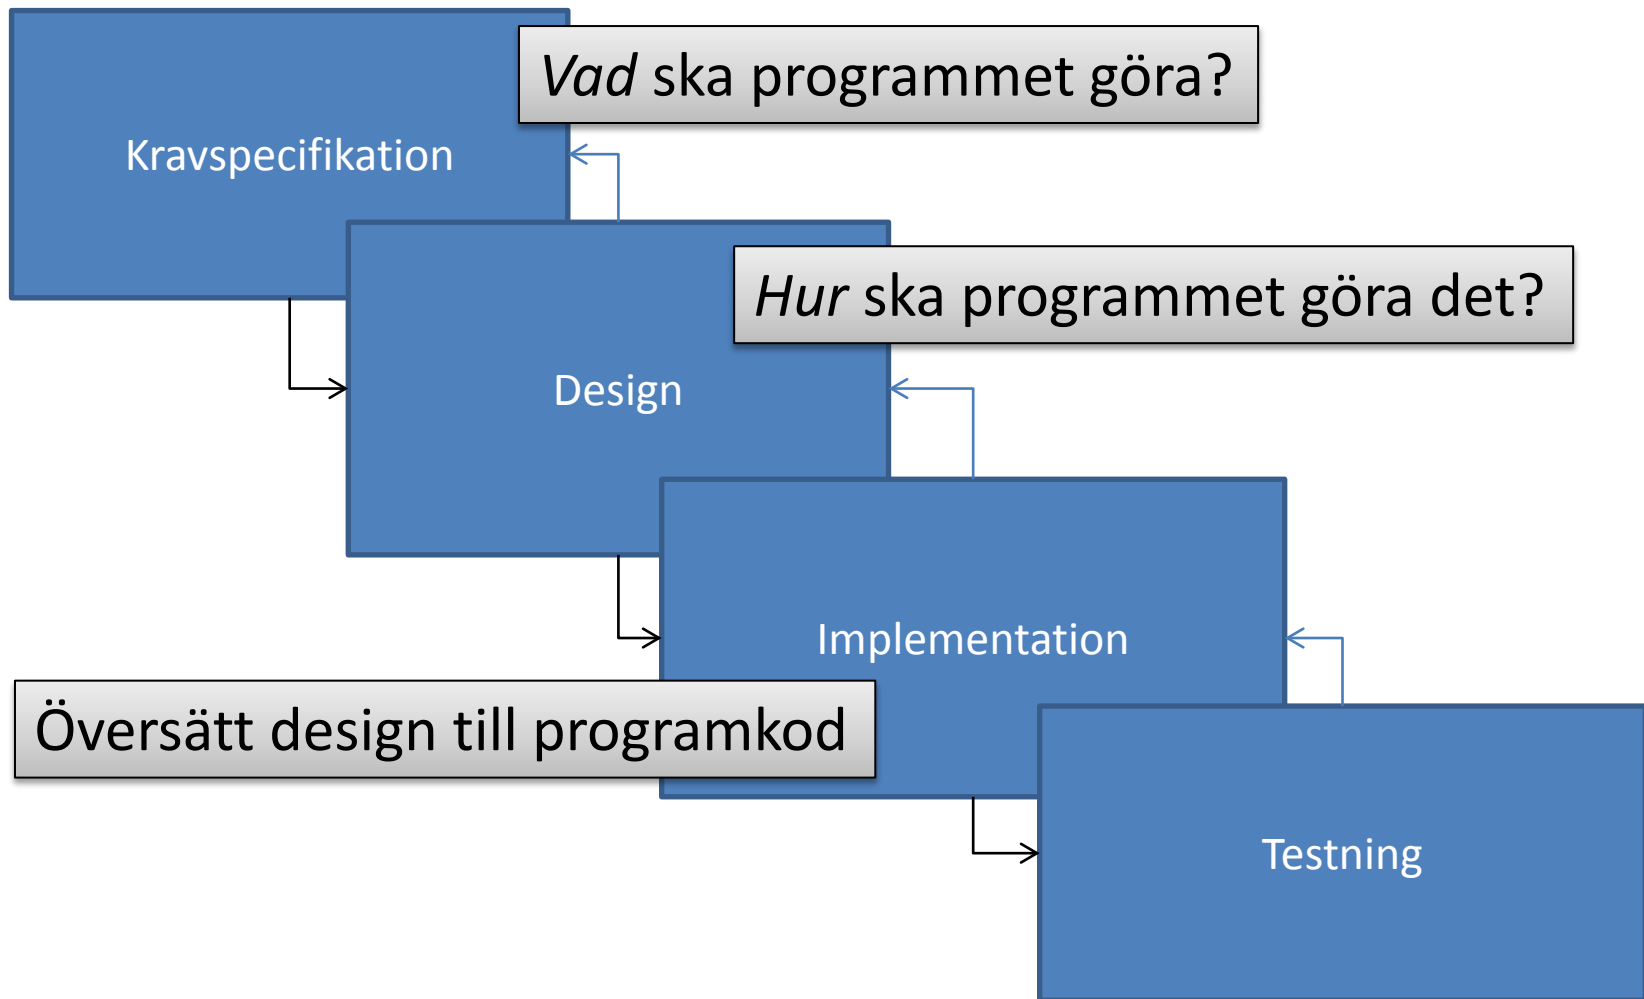 Vad ska programmet göra?
Kravspecifikation
Hur ska programmet göra det?
Design
Implementation
Översätt design till programkod
Testning